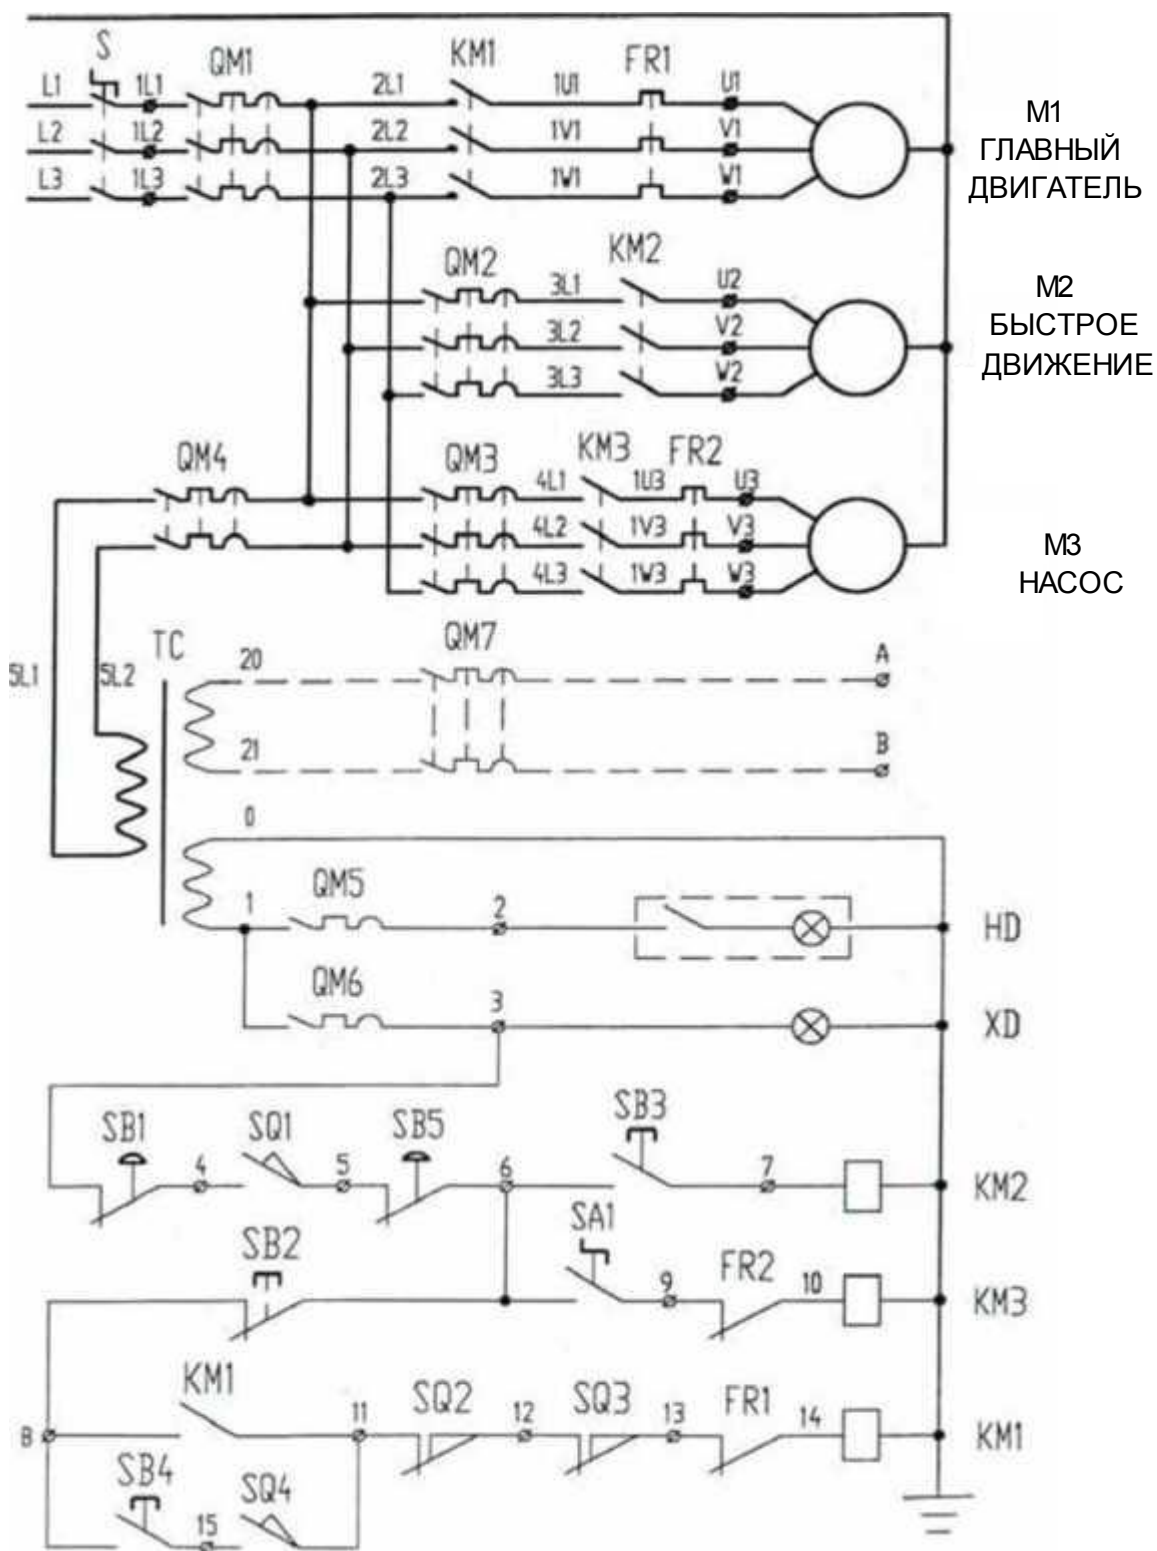 S
QM1
KM1
FR1
L1
1L1
2L1
1U1
U1
L2
1L2
2L2
1V1
V1
L3
1L3
2L3
1W1
W1
M1
ГЛАВНЫЙ
ДВИГАТЕЛЬ
QM2
KM2
3L1
U2
3L2
V2
3L3
W2
M2
БЫСТРОЕ
ДВИЖЕНИЕ
QM4
QM3
KM3
FR2
4L1
1U3
U3
4L2
1V3
V3
4L3
1W3
W3
M3
НАСОС
5L1
5L2
TC
20
QM7
A
21
B
0
1
QM5
2
HD
QM6
3
XD
SB1
4
SQ1
5
SB5
6
SB3
7
KM2
SB2
SA1
9
FR2
10
KM3
KM1
B
11
SQ2
12
SQ3
13
FR1
14
KM1
SB4
15
SQ4